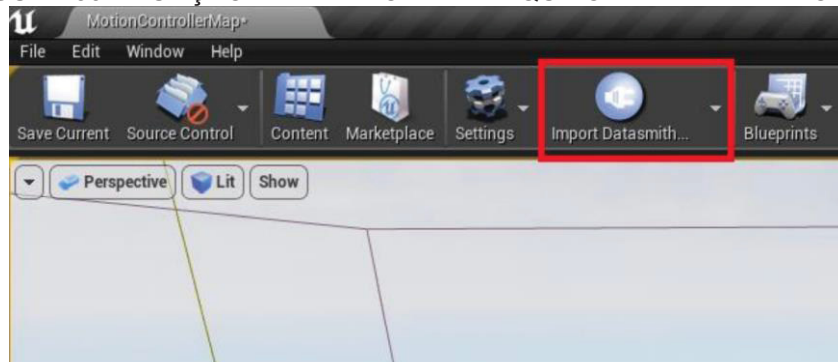 MotionControllerMap*
File Edit Window Help
Save Current Source Control Content Marketplace Settings Import Datasmith... Blueprints
Perspective Lit Show